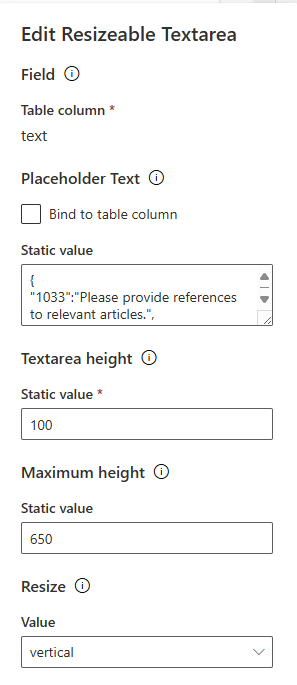 Edit Resizeable Textarea
Field
Table column *
text
Placeholder Text
Bind to table column
Static value
{
"1033":"Please provide references
to relevant articles.",
Textarea height
Static value *
100
Maximum height
Static value
650
Resize
Value
vertical